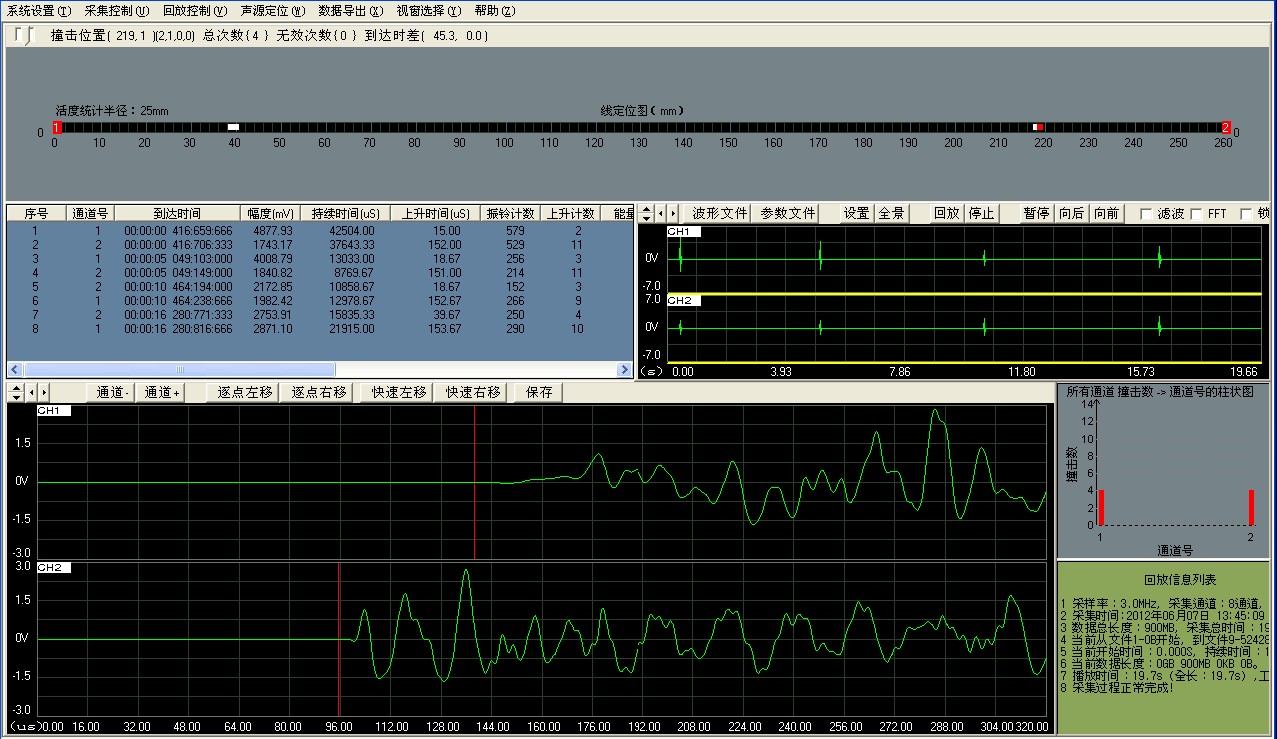 系统设置(T) 采集控制(U) 回放控制(V) 声源定位(W) 数据导出(X) 视窗选择(Y) 帮助(Z)
撞击位置( 219,1 )(2,1,0,0) 总次数{4 } 无效次数{0 } 到达时差( 45.3, 0.0)
活度统计半径：25mm 线定位图( mm)
0 1 2 0
0 10 20 30 40 50 60 70 80 90 100 110 120 130 140 150 160 170 180 190 200 210 220 230 240 250 260
序号 通道号 到达时间 幅度(mV) 持续时间(uS) 上升时间(uS) 振铃计数 上升计数 能量
1 1 00:00:00 416:659:666 4877.93 42504.00 15.00 579 2
2 2 00:00:00 416:706:333 1743.17 37643.33 152.00 529 11
3 1 00:00:05 049:103:000 4008.79 13033.00 18.67 256 3
4 2 00:00:05 049:149:000 1840.82 8769.67 151.00 214 11
5 2 00:00:10 464:194:000 2172.85 10858.67 18.67 152 3
6 1 00:00:10 464:238:666 1982.42 12978.67 152.67 266 9
7 2 00:00:16 280:771:333 2753.91 15835.33 39.67 250 4
8 1 00:00:16 280:816:666 2871.10 21915.00 153.67 290 10
波形文件 参数文件 设置 全景 回放 停止 暂停 向后 向前 滤波 FFT 锁
CH1
0V
-7.0
7.0 CH2
0V
-7.0
(s) 0.00 3.93 7.86 11.80 15.73 19.66
通道- 通道+ 逐点左移 逐点右移 快速左移 快速右移 保存
CH1
1.5
0V
-1.5
-3.0
3.0 CH2
1.5
0V
-1.5
-3.0
(us)0.00 16.00 32.00 48.00 64.00 80.00 96.00 112.00 128.00 144.00 160.00 176.00 192.00 208.00 224.00 240.00 256.00 272.00 288.00 304.00 320.00
所有通道 撞击数 -> 通道号的柱状图
14
12
10
8
6
4
2
0
撞击数
1 2
通道号
回放信息列表
1 采样率：3.0MHz, 采集通道：8通道,
2 采集时间:2012年06月07日 13:45:09
3 数据总长度：900MB, 采集总时间：19
4 当前从文件1-0B开始, 到文件9-52428
5 当前开始时间：0.000S, 持续时间：1
6 当前数据长度：0GB 900MB 0KB 0B。
7 播放时间：19.7s (全长：19.7s) ,工
8 采集过程正常完成!